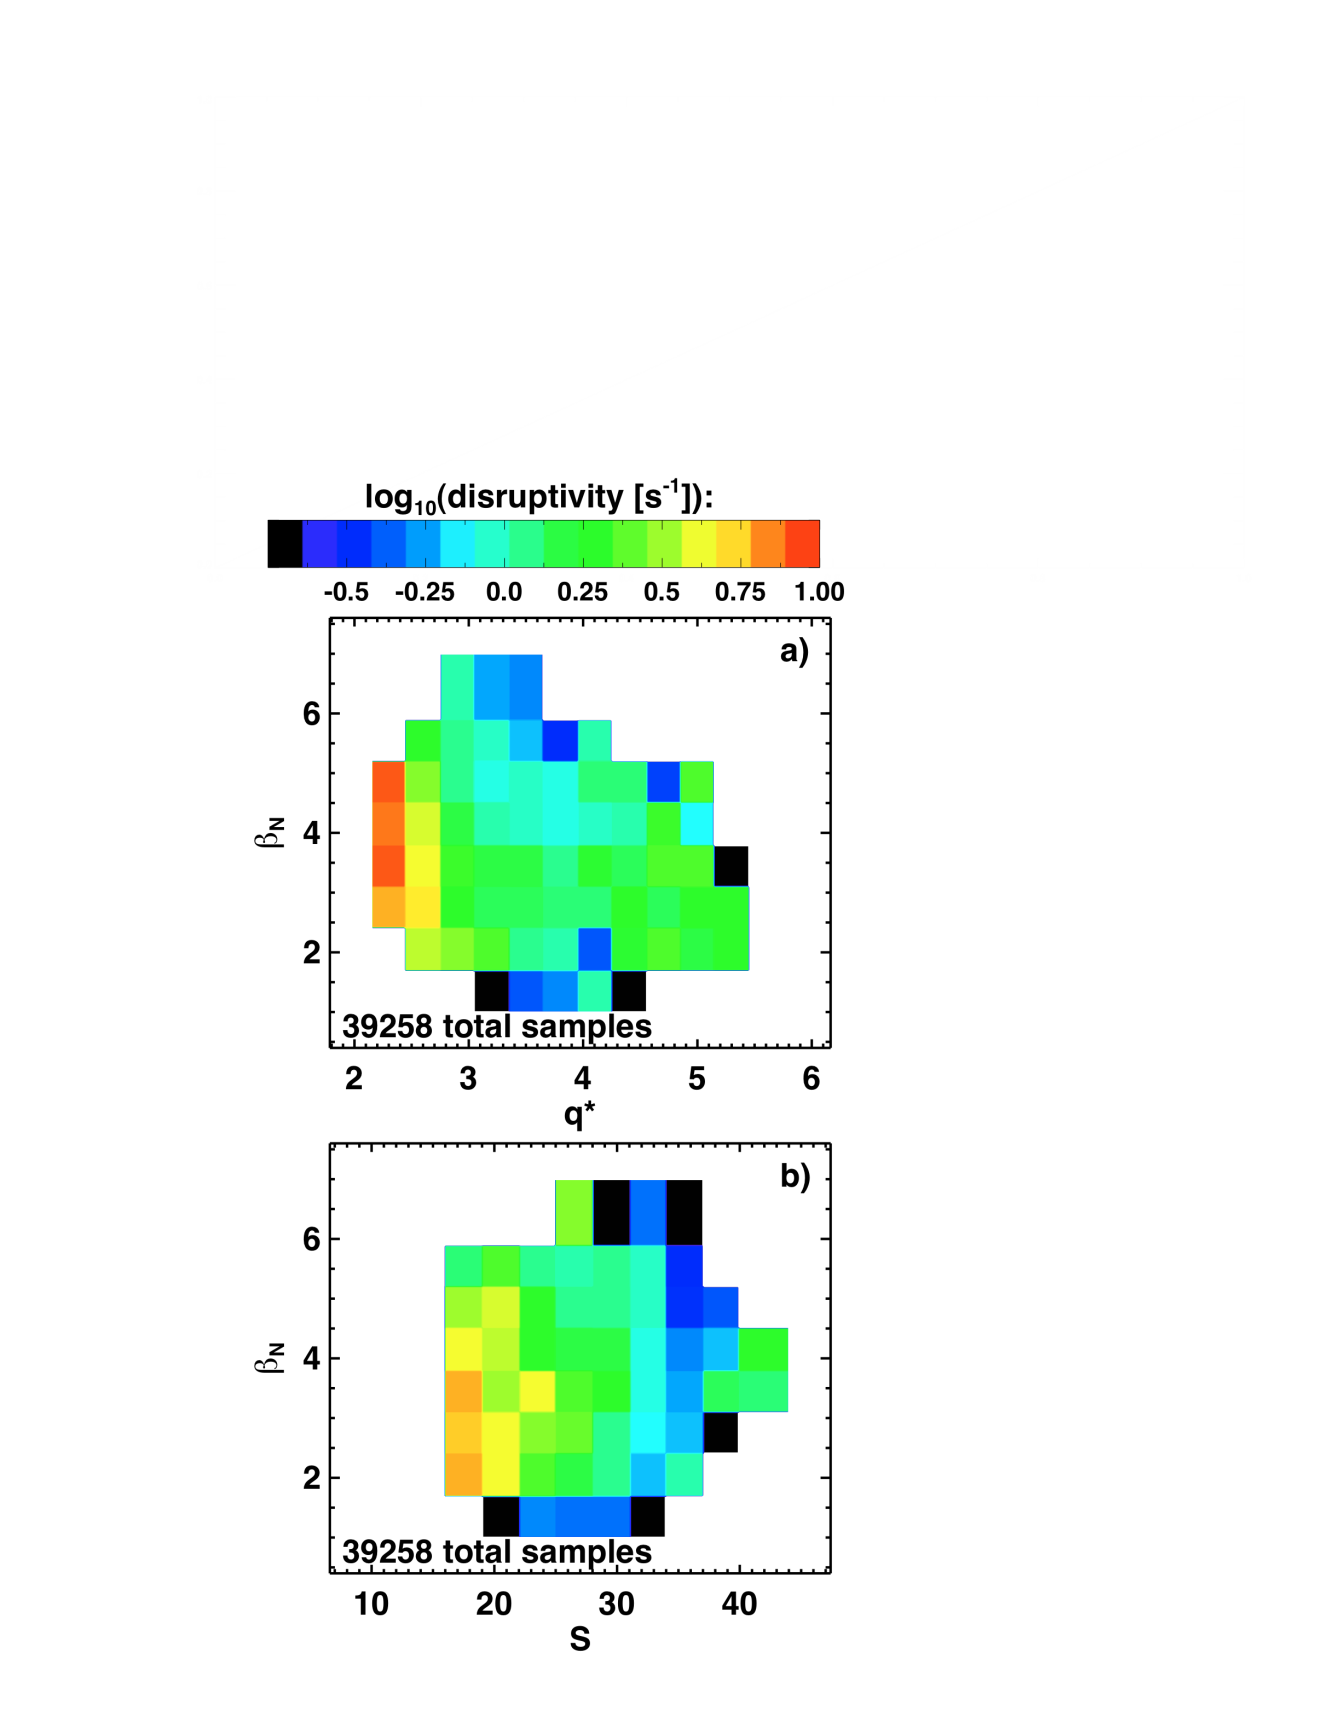 log10(disruptivity [s-1]):
-0.5 -0.25 0.0 0.25 0.5 0.75 1.00
a)
6
4
2
βN
39258 total samples
2 3 4 5 6
q*
b)
6
4
2
βN
39258 total samples
10 20 30 40
S